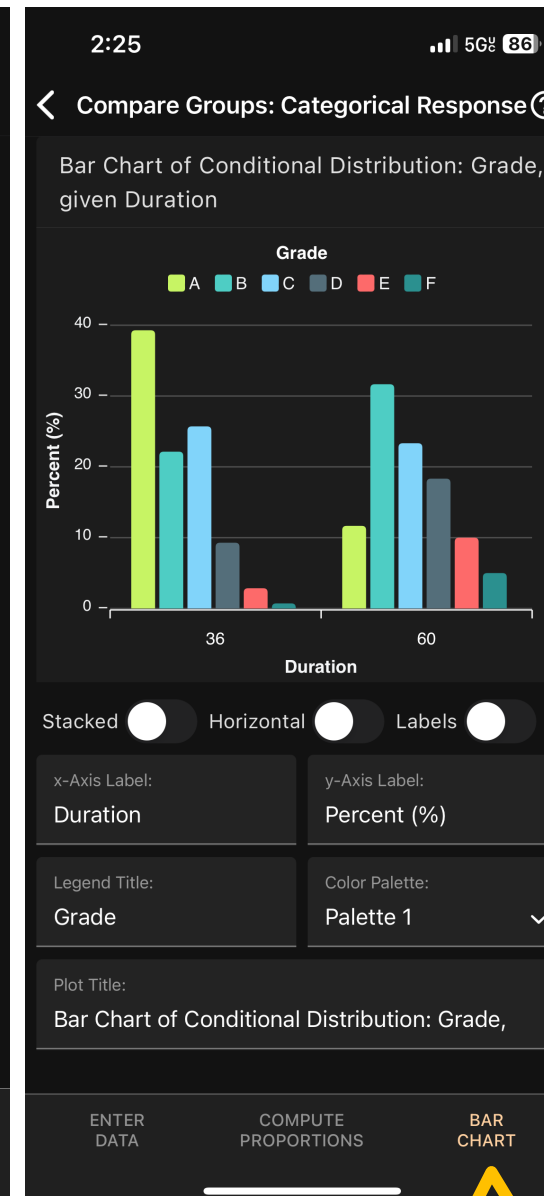 2:25
5G 86
Compare Groups: Categorical Response
Bar Chart of Conditional Distribution: Grade,
given Duration
Grade
A B C D E F
40
30
20
10
0
Percent (%)
36 60
Duration
Stacked Horizontal Labels
x-Axis Label: y-Axis Label:
Duration Percent (%)
Legend Title: Color Palette:
Grade Palette 1
Plot Title:
Bar Chart of Conditional Distribution: Grade,
ENTER COMPUTE BAR
DATA PROPORTIONS CHART